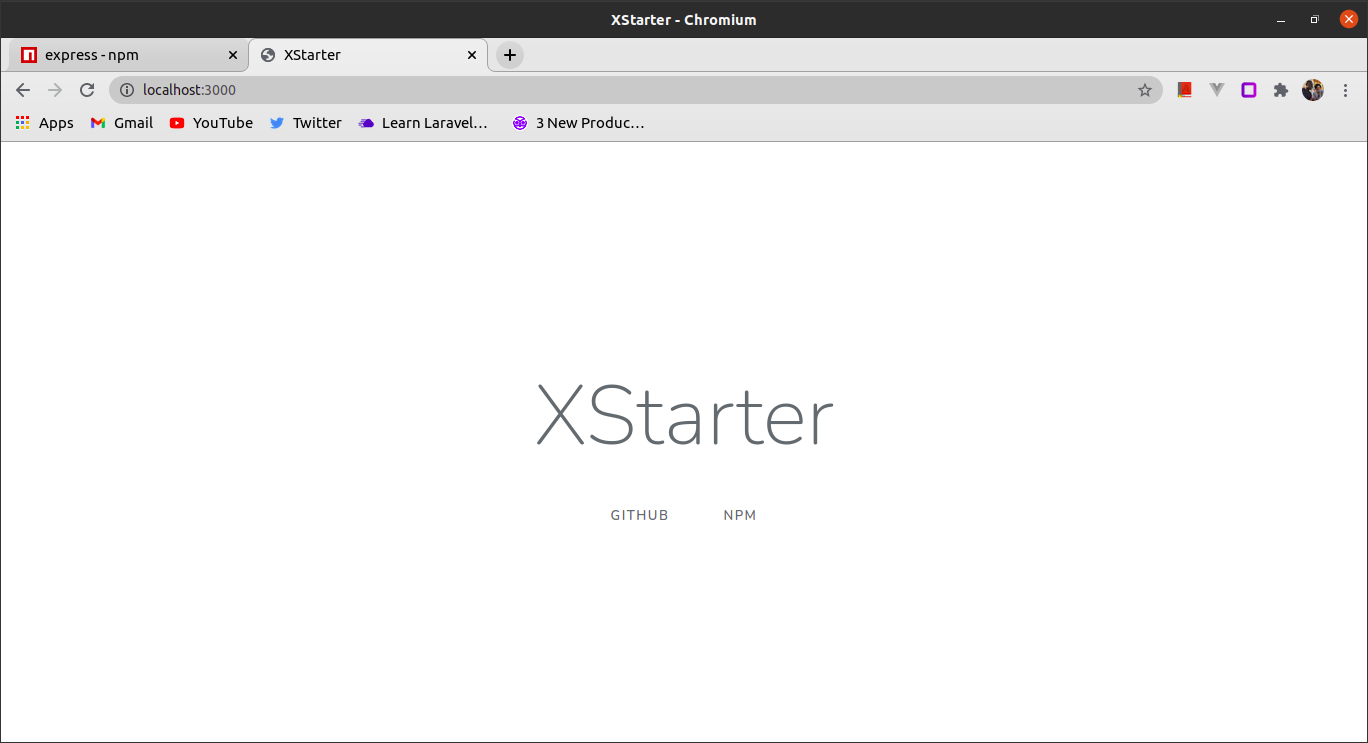 XStarter - Chromium
express - npm
XStarter
localhost:3000
Apps Gmail YouTube Twitter Learn Laravel… 3 New Produc…
XStarter
GITHUB NPM